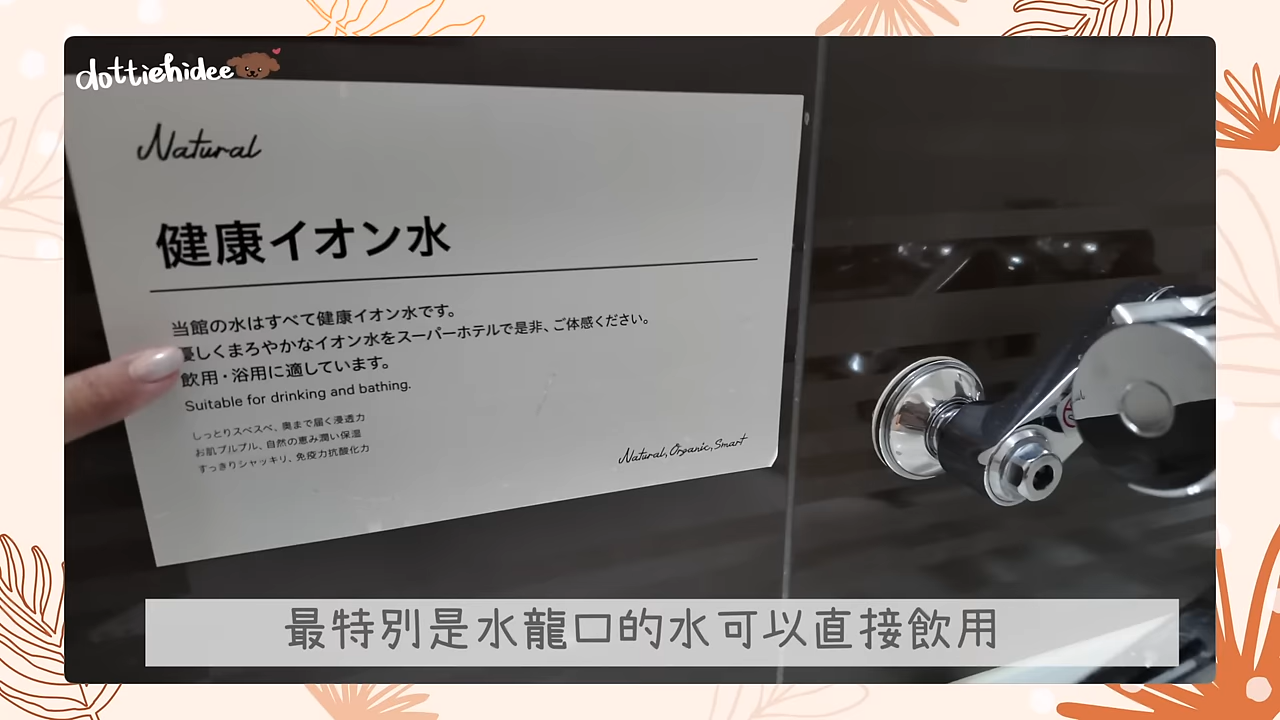 dottiehidee
Natural
健康イオン水
当館の水はすべて健康イオン水です。
優しくまろやかなイオン水をスーパーホテルで是非、ご体感ください。
飲用・浴用に適しています。
Suitable for drinking and bathing.
しっとりスベスベ、奥まで届く浸透力
お肌プルプル、自然の恵み潤い保湿
すっきりシャッキリ、免疫力抗酸化力
Natural, Organic, Smart
最特別是水龍口的水可以直接飲用